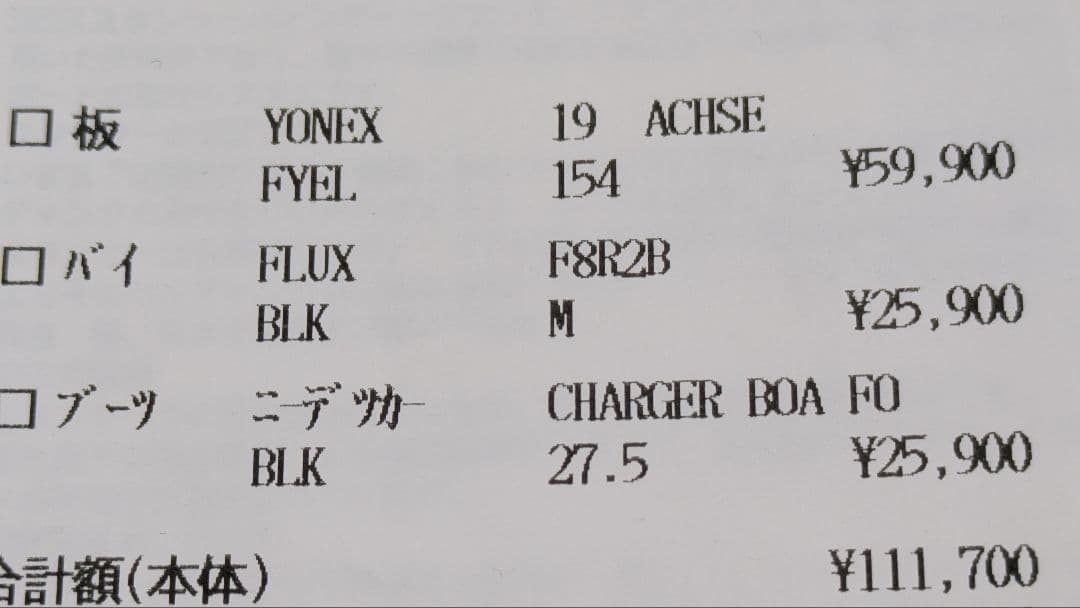 □ 板 YONEX 19 ACHSE
FYEL 154 ¥59,900
□ バイ FLUX F8R2B
BLK M ¥25,900
□ ブーツ ニーデッカー CHARGER BOA FO
BLK 27.5 ¥25,900
合計額(本体) ¥111,700